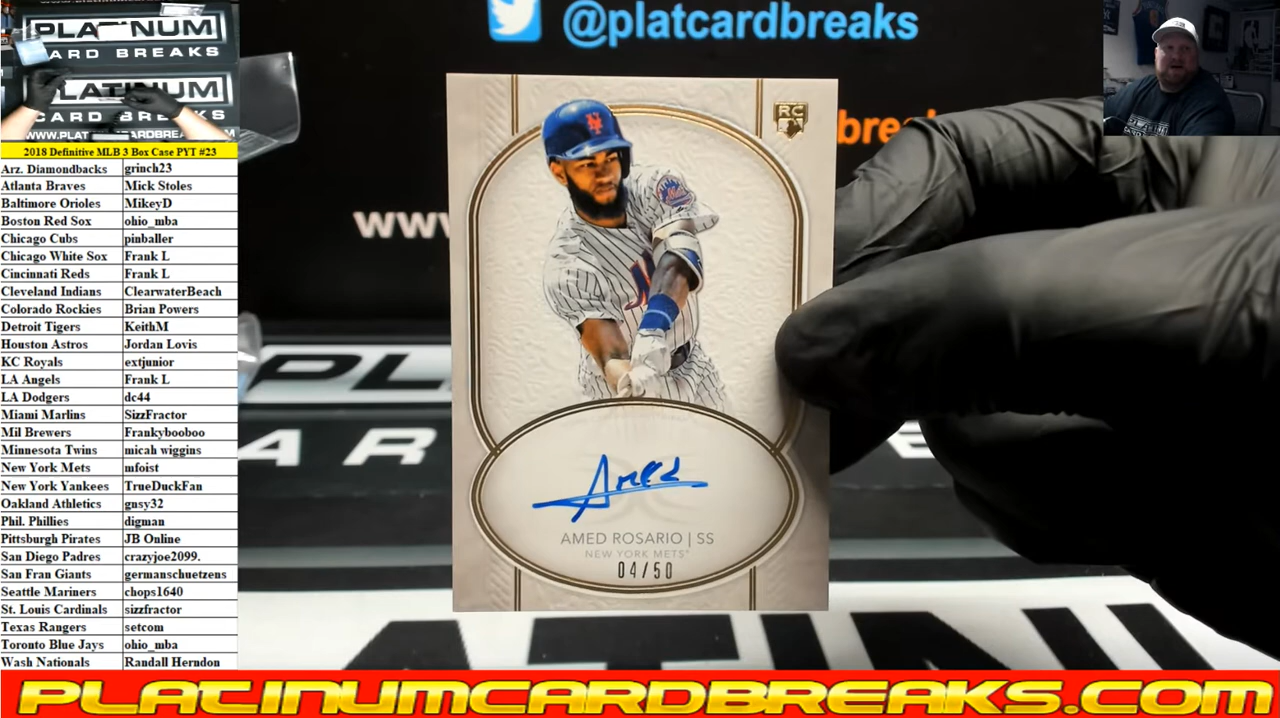 PLATINUM
CARD BREAKS
PLATINUM
CARD BREAKS
@platcardbreaks
RC
2018 Definitive MLB 3 Box Case PYT #23
Arz. Diamondbacks grinch23
Atlanta Braves Mick Stoles
Baltimore Orioles MikeyD
Boston Red Sox ohio_mba
Chicago Cubs pinballer
Chicago White Sox Frank L
Cincinnati Reds Frank L
Cleveland Indians ClearwaterBeach
Colorado Rockies Brian Powers
Detroit Tigers KeithM
Houston Astros Jordan Lovis
KC Royals extjunior
LA Angels Frank L
LA Dodgers dc44
Miami Marlins SizzFractor
Mil Brewers Frankybooboo
Minnesota Twins micah wiggins
New York Mets mfoist
New York Yankees TrueDuckFan
Oakland Athletics gnsy32
Phil. Phillies digman
Pittsburgh Pirates JB Online
San Diego Padres crazyjoe2099.
San Fran Giants germanschuetzens
Seattle Mariners chops1640
St. Louis Cardinals sizzfractor
Texas Rangers setcom
Toronto Blue Jays ohio_mba
Wash Nationals Randall Herndon
Amed
AMED ROSARIO | SS
NEW YORK METS
04/50
PLATINUMCARDBREAKS.COM